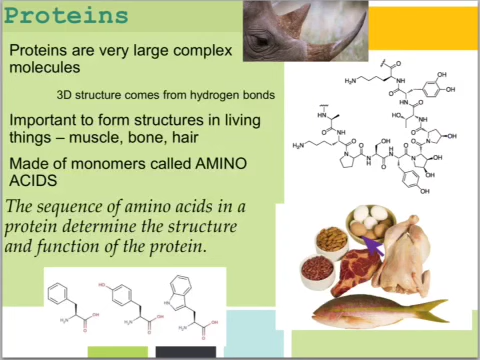 Proteins
Proteins are very large complex
molecules
3D structure comes from hydrogen bonds
Important to form structures in living
things – muscle, bone, hair
Made of monomers called AMINO
ACIDS
The sequence of amino acids in a
protein determine the structure
and function of the protein.